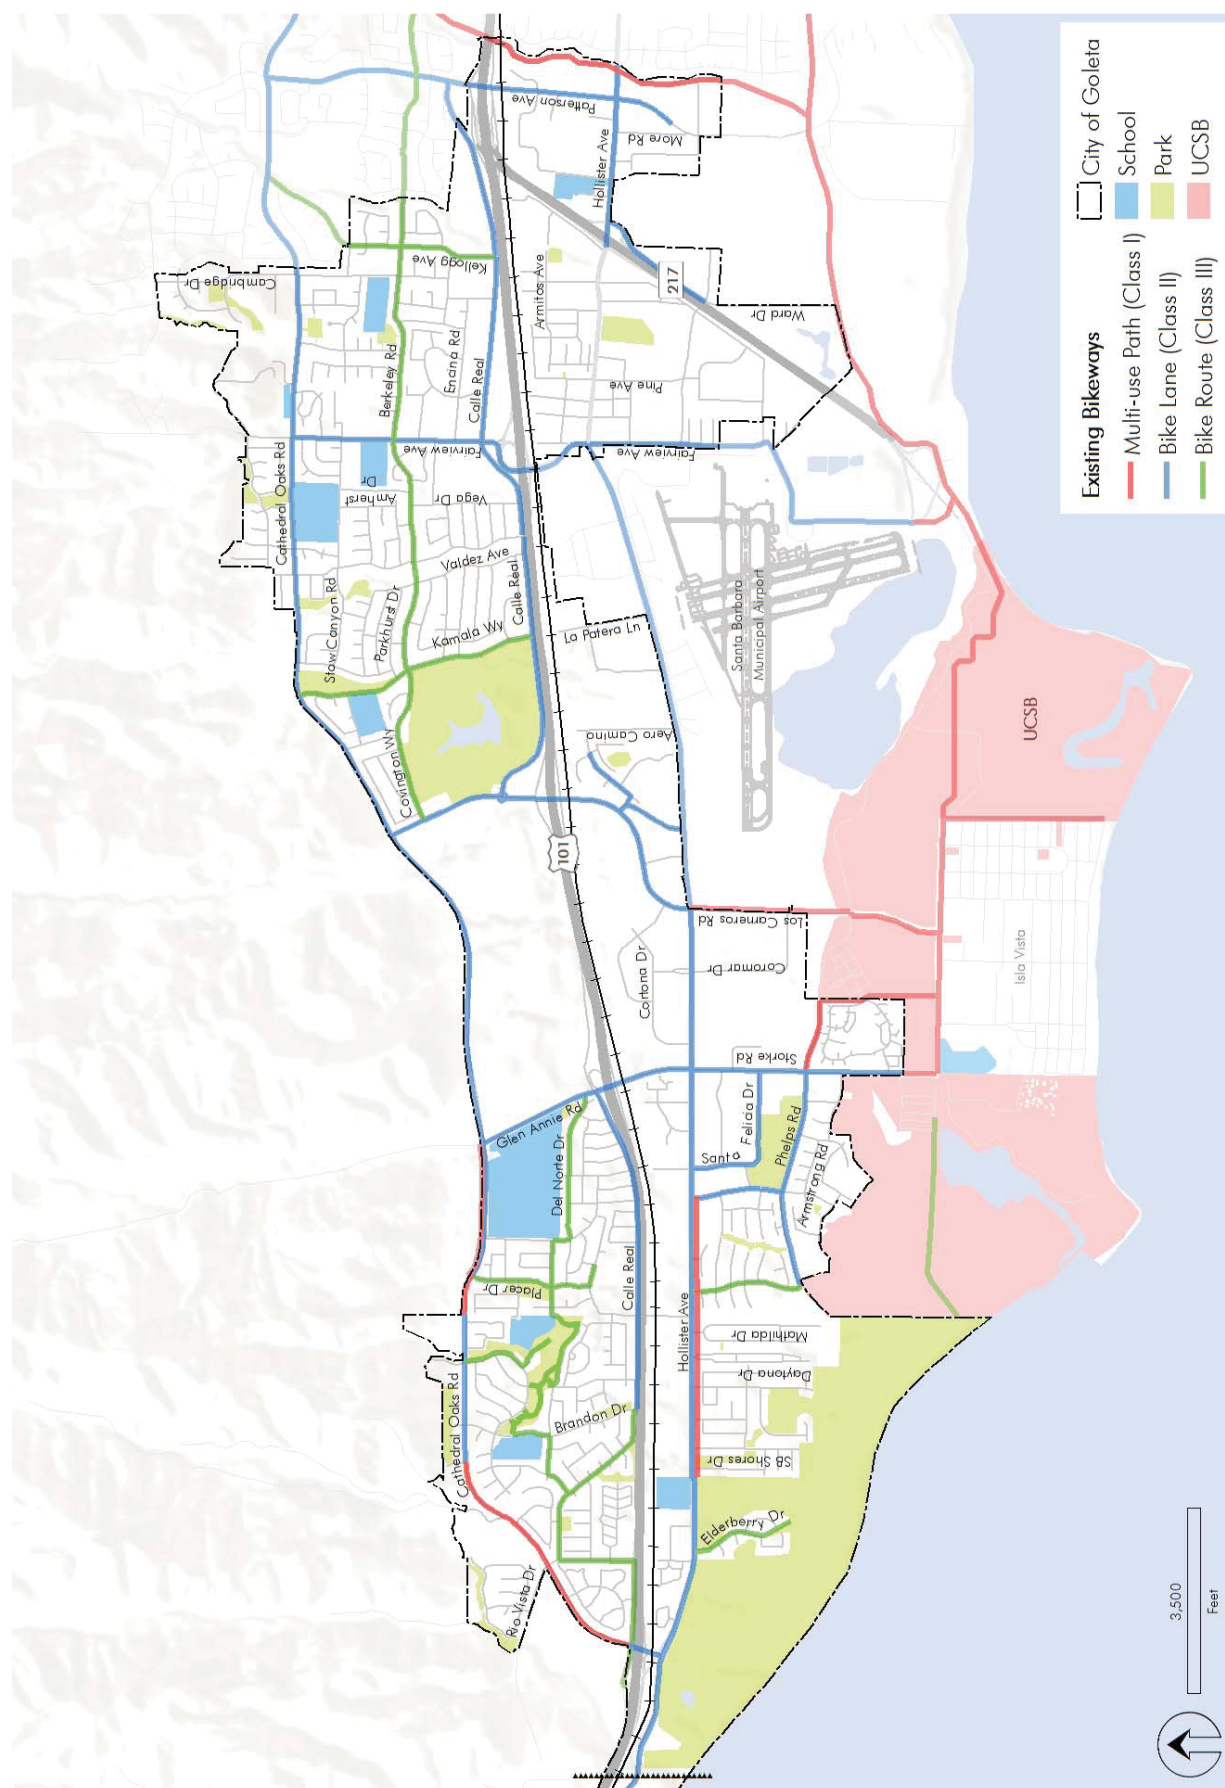 Cambridge Dr
Cathedral Oaks Rd
Berkeley Rd
Kellogg Ave
Encina Rd
Calle Real
Fairview Ave
Amherst
Dr
Vega Dr
Valdez Ave
Stow Canyon Rd
Parkhurst Dr
Kamala Wy
Calle Real
Covington Wy
Patterson Ave
More Rd
Hollister Ave
Armitos Ave
217
Ward Dr
Pine Ave
Fairview Ave
La Patera Ln
Aero Camino
Santa Barbara
Municipal Airport
101
UCSB
Los Carneros Rd
Coromar Dr
Cortona Dr
Isla Vista
Storke Rd
Glen Annie Rd
Del Norte Dr
Santa
Felicia Dr
Phelps Rd
Armstrong Rd
Placer Dr
Calle Real
Hollister Ave
Mathilda Dr
Daytona Dr
SB Shores Dr
Brandon Dr
Cathedral Oaks Rd
Elderberry Dr
Rio Vista Dr
Existing Bikeways
Multi-use Path (Class I)
Bike Lane (Class II)
Bike Route (Class III)
City of Goleta
School
Park
UCSB
3,500
Feet